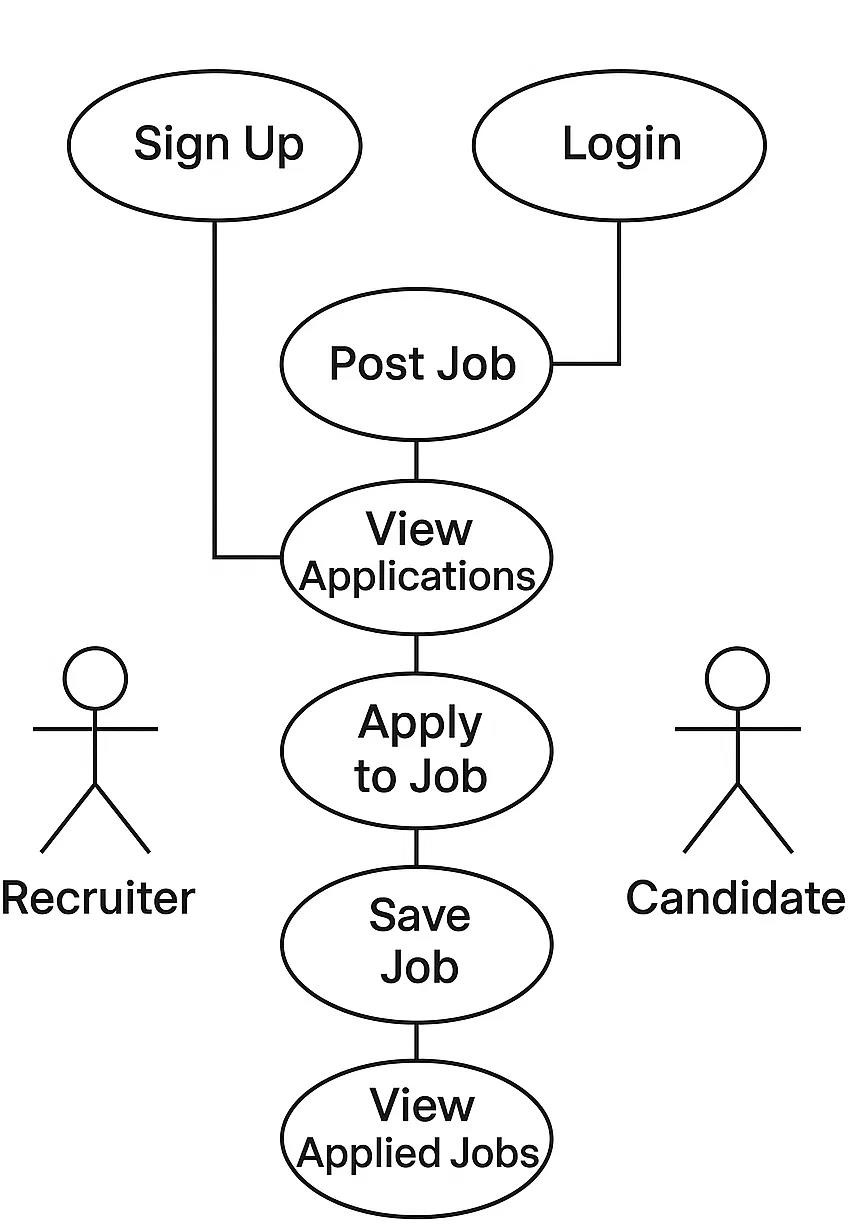 Sign Up
Login
Post Job
View
Applications
Apply
to Job
Recruiter
Candidate
Save
Job
View
Applied Jobs